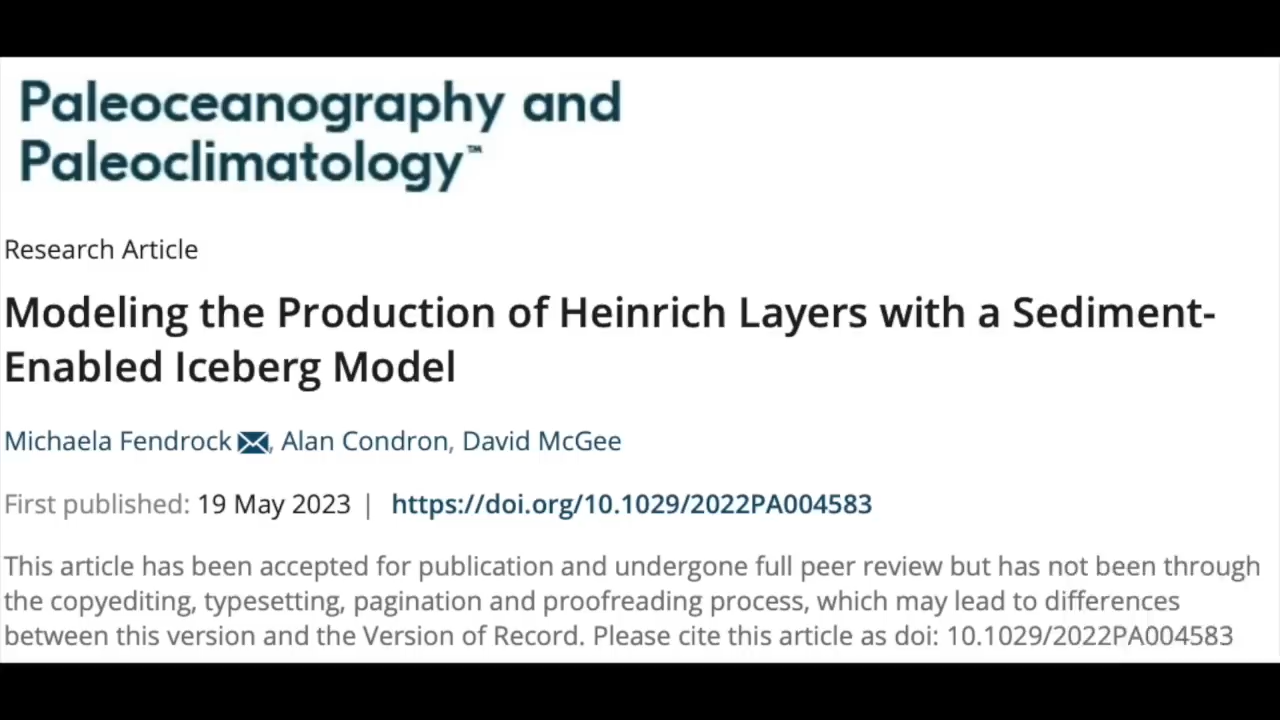 Paleoceanography and
Paleoclimatology™
Research Article
Modeling the Production of Heinrich Layers with a Sediment-
Enabled Iceberg Model
Michaela Fendrock, Alan Condron, David McGee
First published: 19 May 2023 | https://doi.org/10.1029/2022PA004583
This article has been accepted for publication and undergone full peer review but has not been through
the copyediting, typesetting, pagination and proofreading process, which may lead to differences
between this version and the Version of Record. Please cite this article as doi: 10.1029/2022PA004583